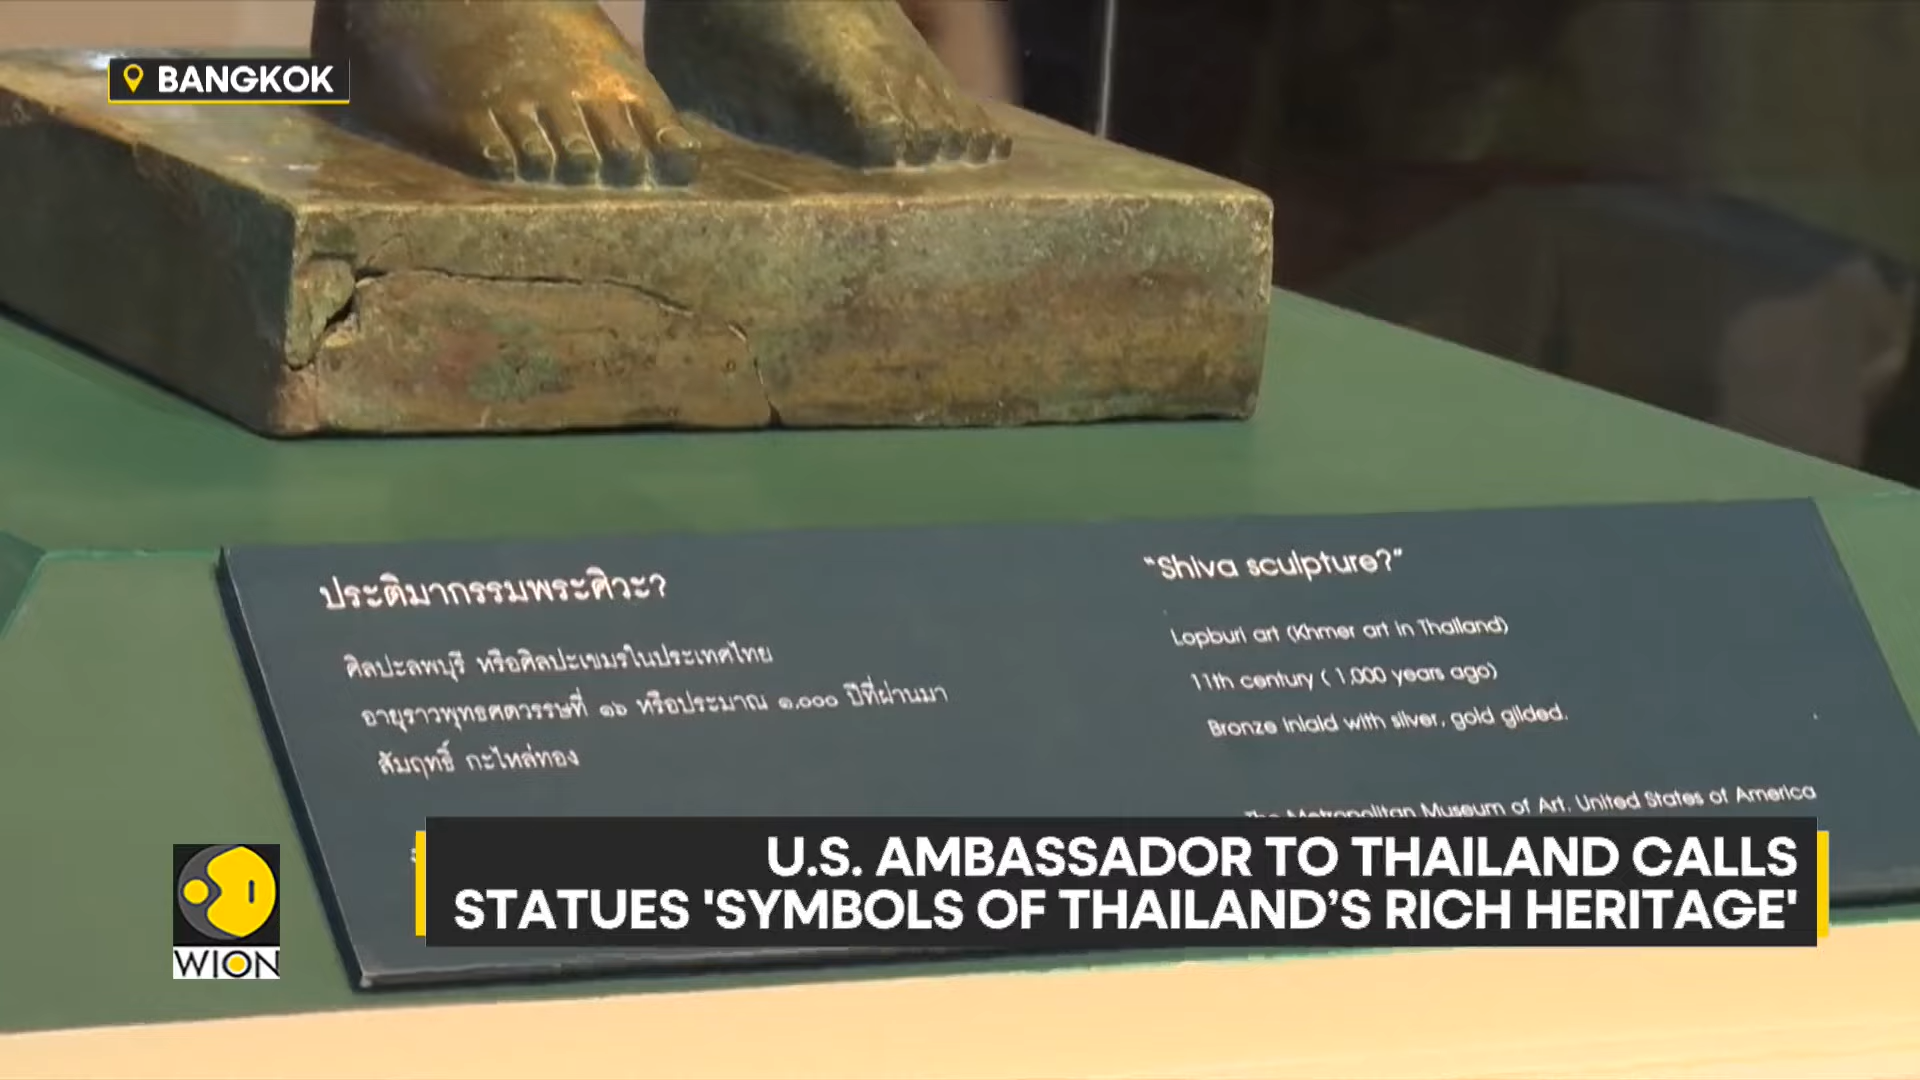 BANGKOK
ประติมากรรมพระศิวะ?
ศิลปะลพบุรี หรือศิลปะเขมรในประเทศไทย
อายุราวพุทธศตวรรษที่ ๑๖ หรือประมาณ ๑,๐๐๐ ปีที่ผ่านมา
สัมฤทธิ์ กะไหล่ทอง
"Shiva sculpture?"
Lopburi art (Khmer art in Thailand)
11th century ( 1,000 years ago)
Bronze inlaid with silver, gold gilded.
The Metropolitan Museum of Art, United States of America
U.S. AMBASSADOR TO THAILAND CALLS
STATUES 'SYMBOLS OF THAILAND’S RICH HERITAGE'
WION